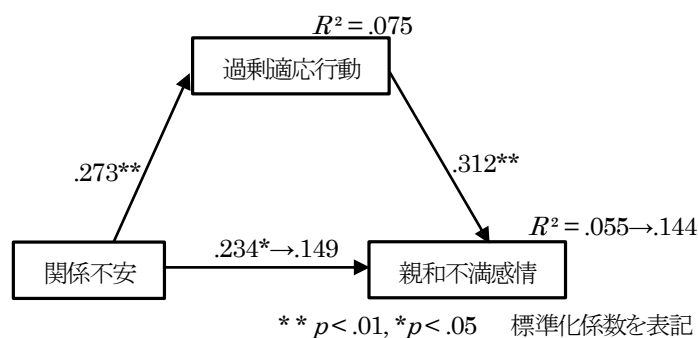 R² = .075
過剰適応行動
.273**
.312**
R² = .055→.144
関係不安
.234*→.149
親和不満感情
** p< .01, *p< .05 標準化係数を表記